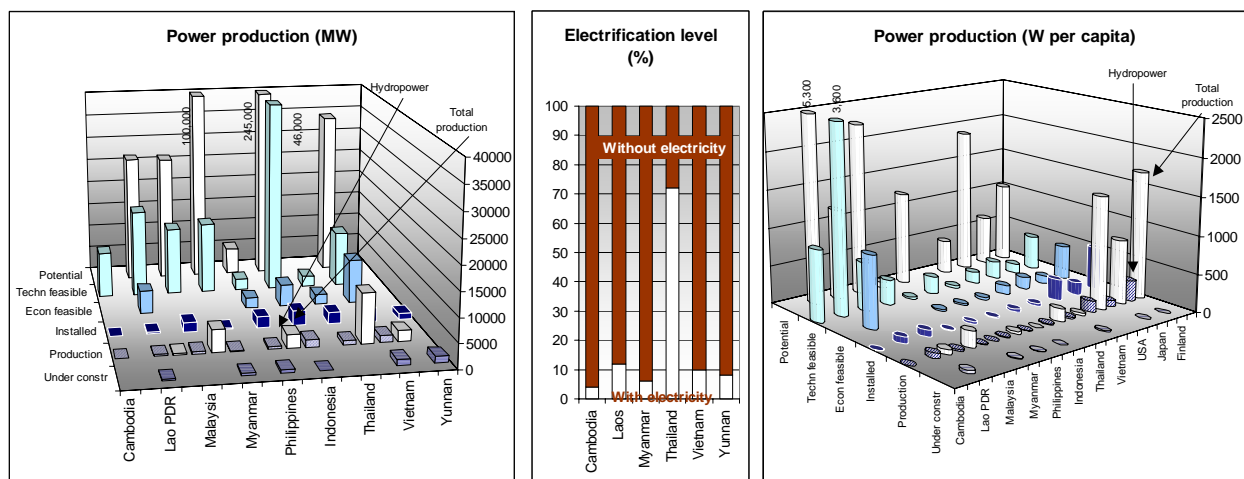 Power production (MW)
Hydropower
Total
production
100,000
245,000
46,000
40000
35000
30000
25000
20000
15000
10000
5000
0
Potential
Techn feasible
Econ feasible
Installed
Production
Under constr
Cambodia
Lao PDR
Malaysia
Myanmar
Philippines
Indonesia
Thailand
Vietnam
Yunnan
Electrification level
(%)
100
90
80
70
60
50
40
30
20
10
0
Without electricity
With electricity
Cambodia
Laos
Myanmar
Thailand
Vietnam
Yunnan
Power production (W per capita)
Hydropower
Total
production
5,300
3,600
2500
2000
1500
1000
500
0
Potential
Techn feasible
Econ feasible
Installed
Production
Under constr
Cambodia
Lao PDR
Malaysia
Myanmar
Philippines
Indonesia
Thailand
Vietnam
USA
Japan
Finland